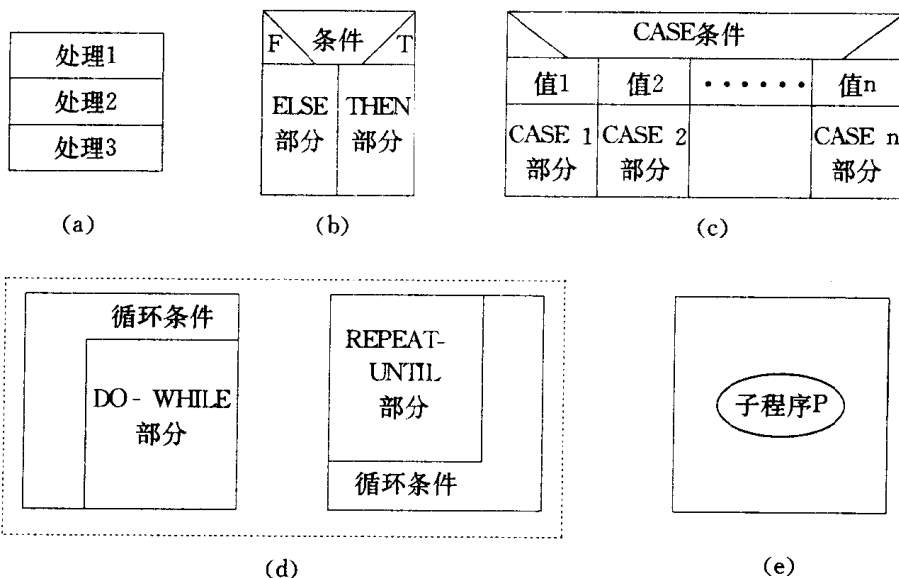 处理1
处理2
处理3
(a)
F 条件 T
ELSE
部分
THEN
部分
(b)
CASE条件
值1 值2 ······ 值n
CASE 1
部分
CASE 2
部分
CASE n
部分
(c)
循环条件
DO - WHILE
部分
REPEAT-
UNTIL
部分
循环条件
(d)
子程序P
(e)